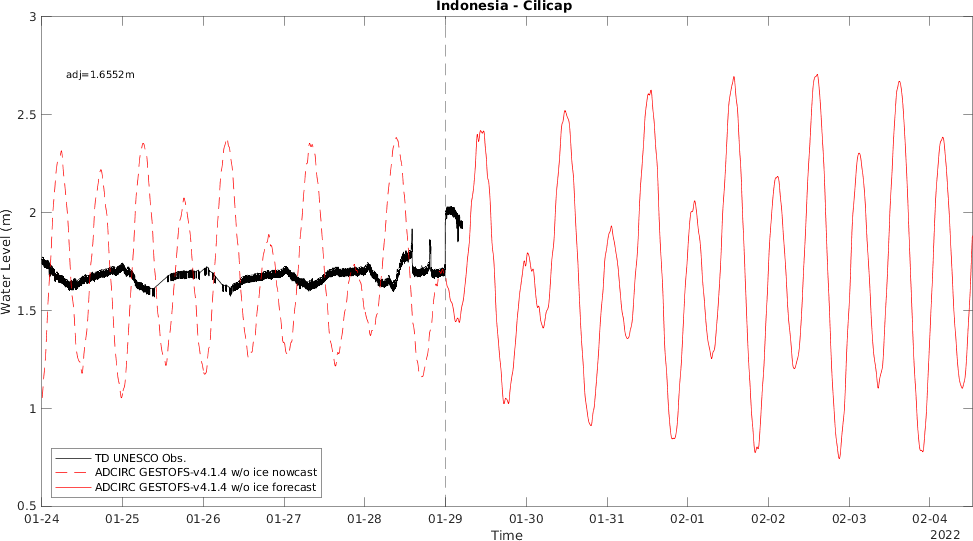 Indonesia - Cilicap
adj=1.6552m
Water Level (m)
3
2.5
2
1.5
1
0.5
TD UNESCO Obs.
ADCIRC GESTOFS-v4.1.4 w/o ice nowcast
ADCIRC GESTOFS-v4.1.4 w/o ice forecast
01-24 01-25 01-26 01-27 01-28 01-29 01-30 01-31 02-01 02-02 02-03 02-04
Time
2022